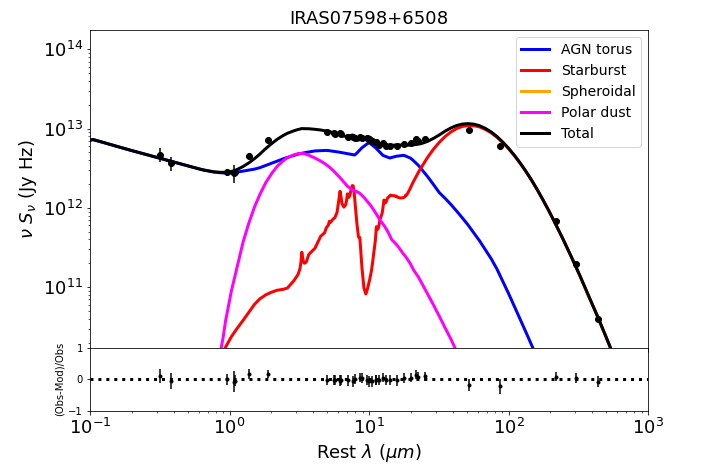 IRAS07598+6508
ν Sν (Jy Hz)
10^14
10^13
10^12
10^11
AGN torus
Starburst
Spheroidal
Polar dust
Total
(Obs-Mod)/Obs
1
0
−1
10^−1 10^0 10^1 10^2 10^3
Rest λ (μm)